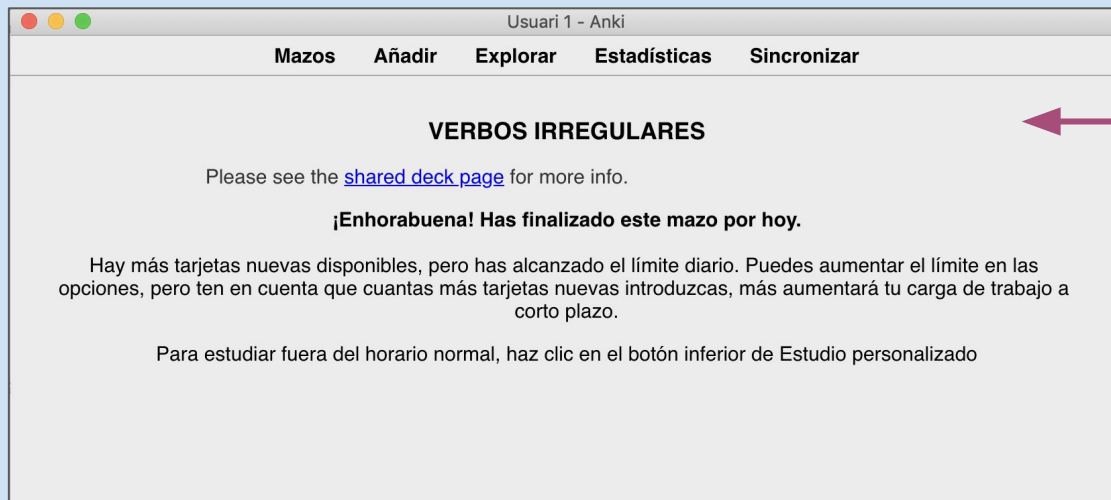 Usuari 1 - Anki
Mazos Añadir Explorar Estadísticas Sincronizar
VERBOS IRREGULARES
Please see the shared deck page for more info.
¡Enhorabuena! Has finalizado este mazo por hoy.
Hay más tarjetas nuevas disponibles, pero has alcanzado el límite diario. Puedes aumentar el límite en las
opciones, pero ten en cuenta que cuantas más tarjetas nuevas introduzcas, más aumentará tu carga de trabajo a
corto plazo.
Para estudiar fuera del horario normal, haz clic en el botón inferior de Estudio personalizado